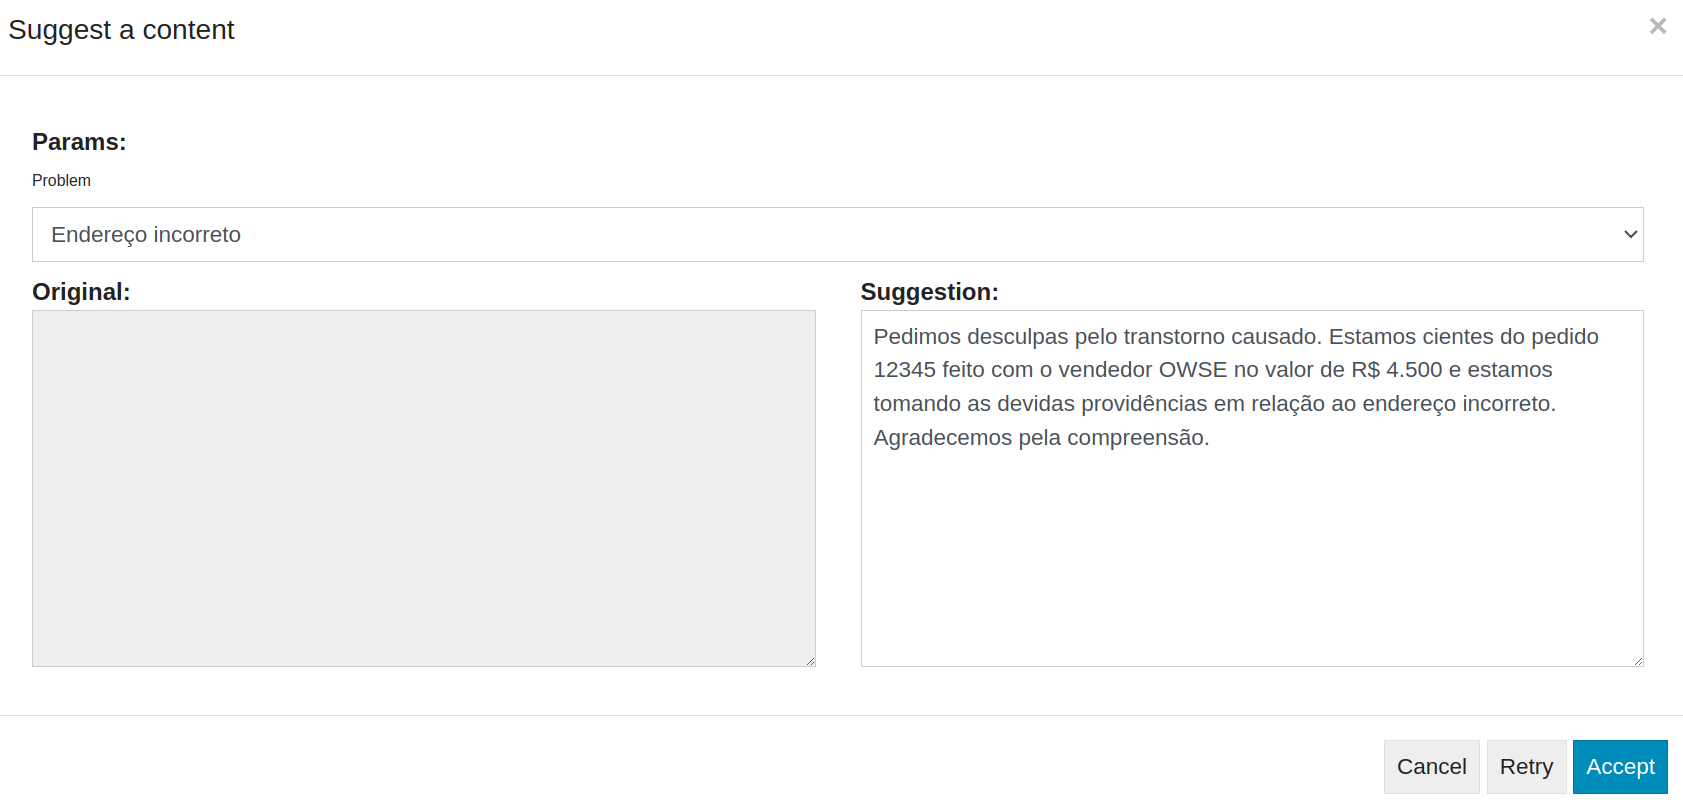 Suggest a content
×
Params:
Problem
Endereço incorreto
Original:
Suggestion:
Pedimos desculpas pelo transtorno causado. Estamos cientes do pedido
12345 feito com o vendedor OWSE no valor de R$ 4.500 e estamos
tomando as devidas providências em relação ao endereço incorreto.
Agradecemos pela compreensão.
Cancel
Retry
Accept